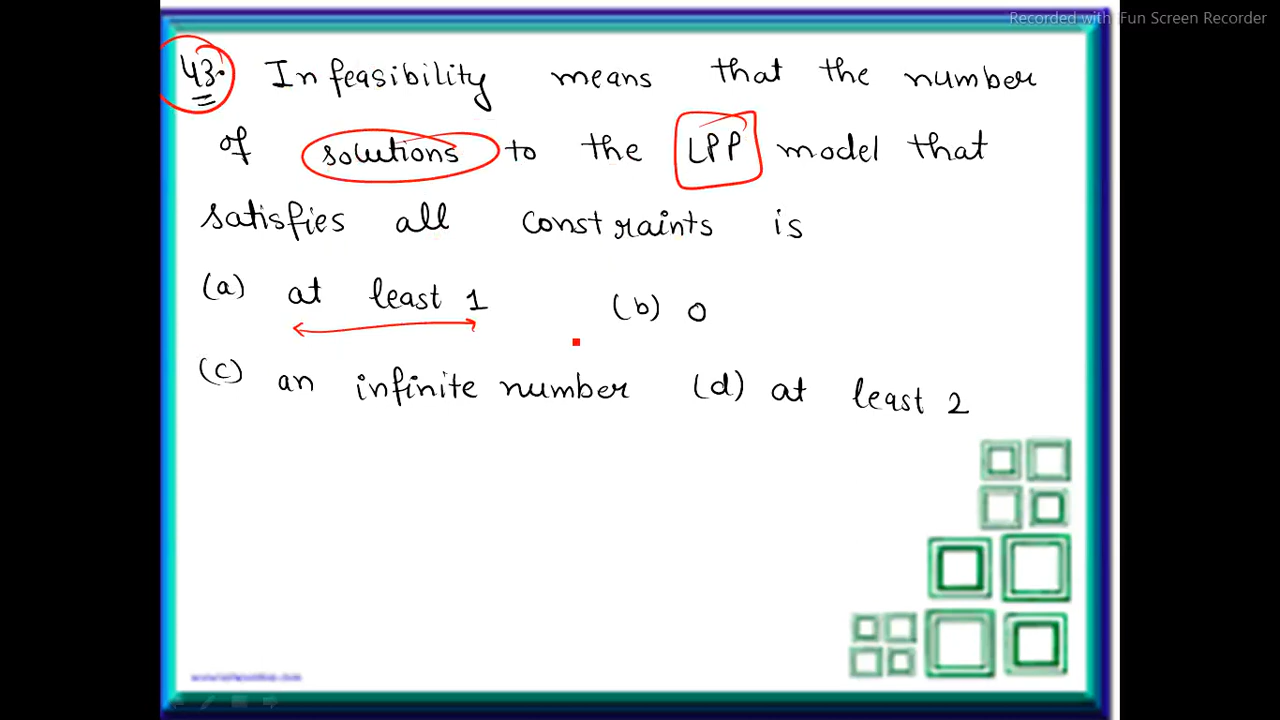 Recorded with iFun Screen Recorder
43. Infeasibility means that the number
of solutions to the LPP model that
satisfies all constraints is
(a) at least 1 (b) 0
(c) an infinite number (d) at least 2